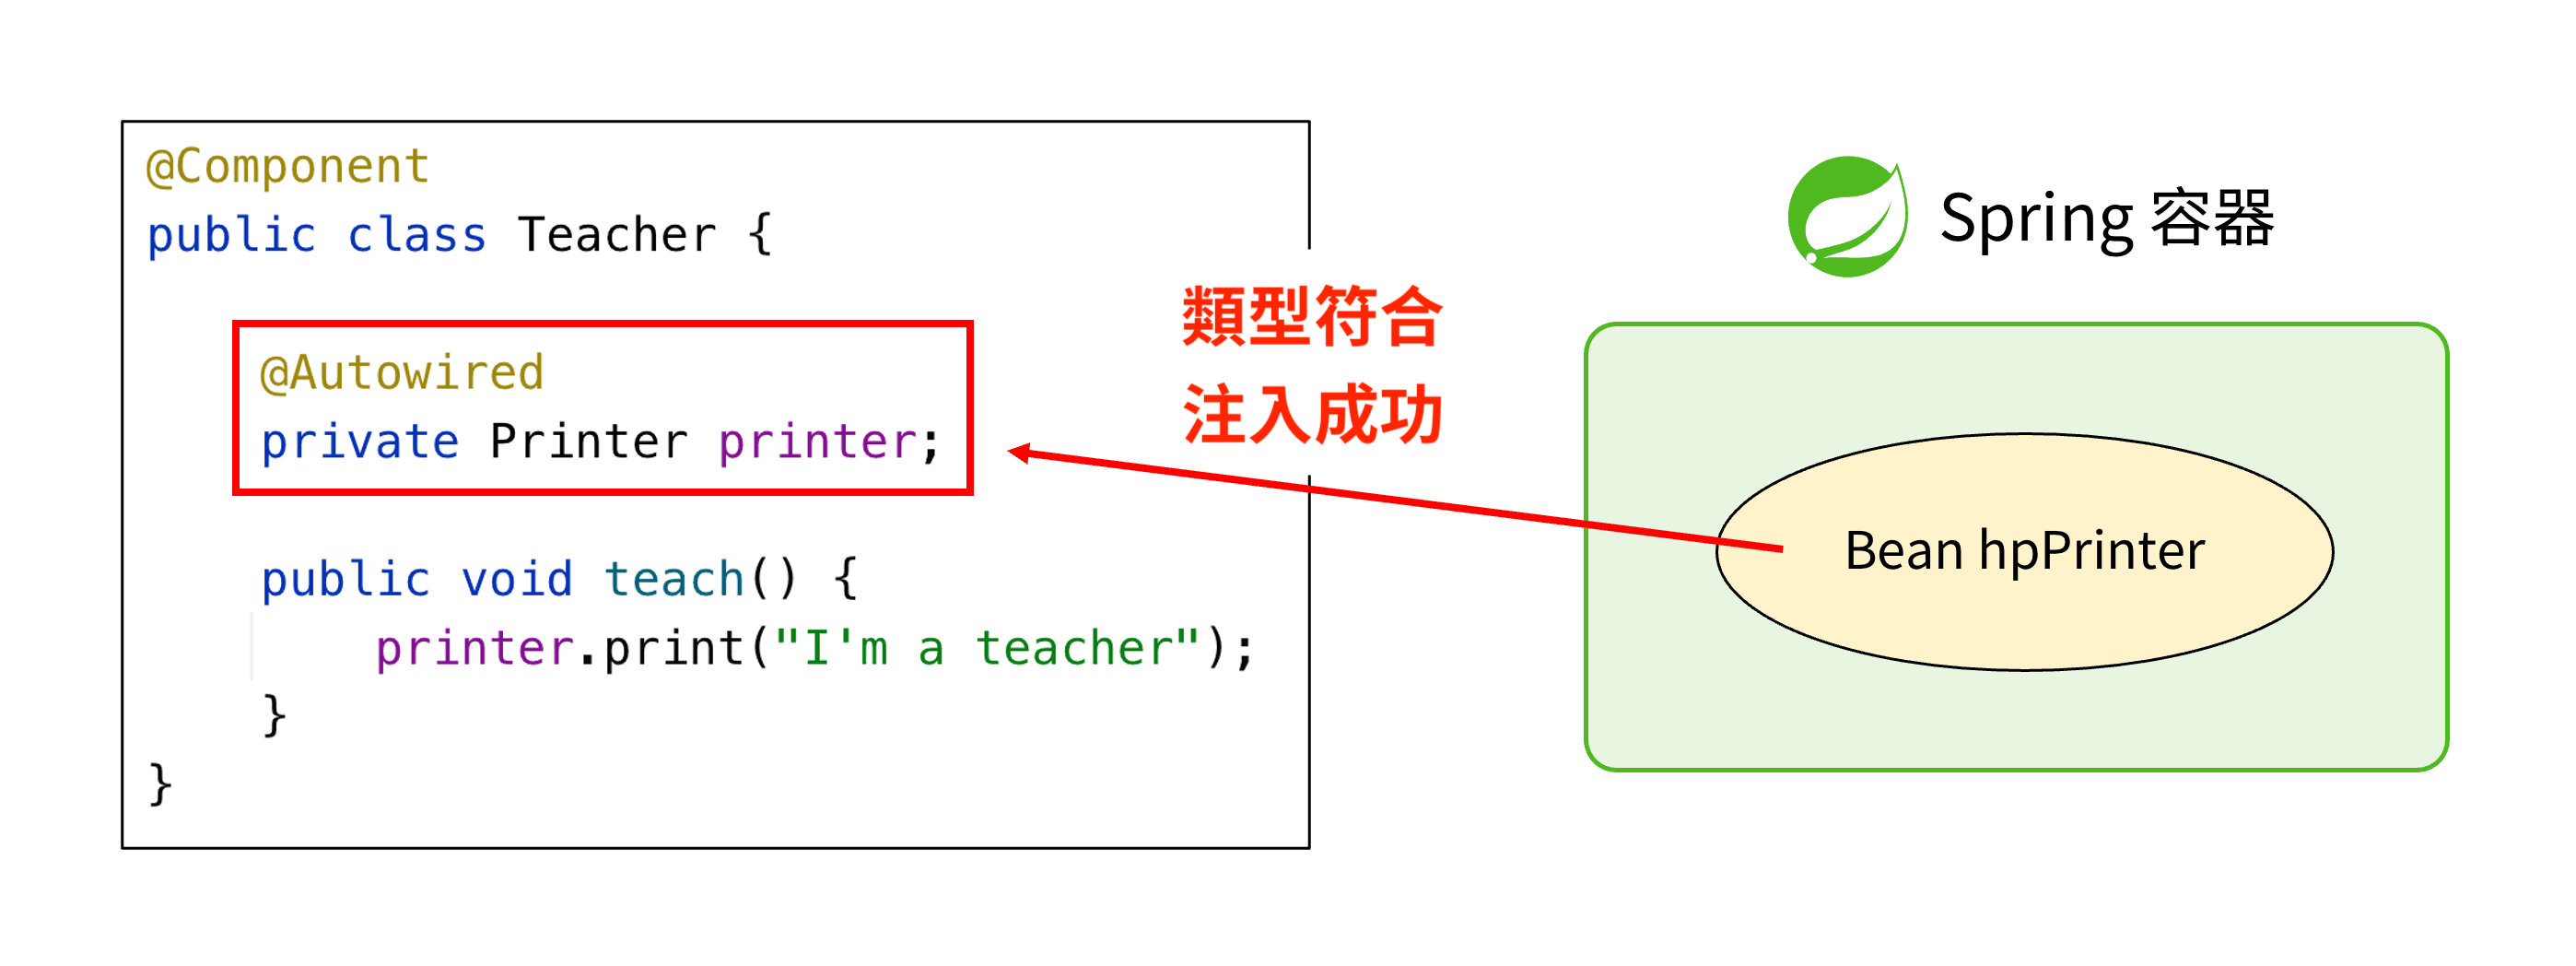 @Component
public class Teacher {
@Autowired
private Printer printer;
public void teach() {
printer.print("I'm a teacher");
}
}
類型符合
注入成功
Spring 容器
Bean hpPrinter